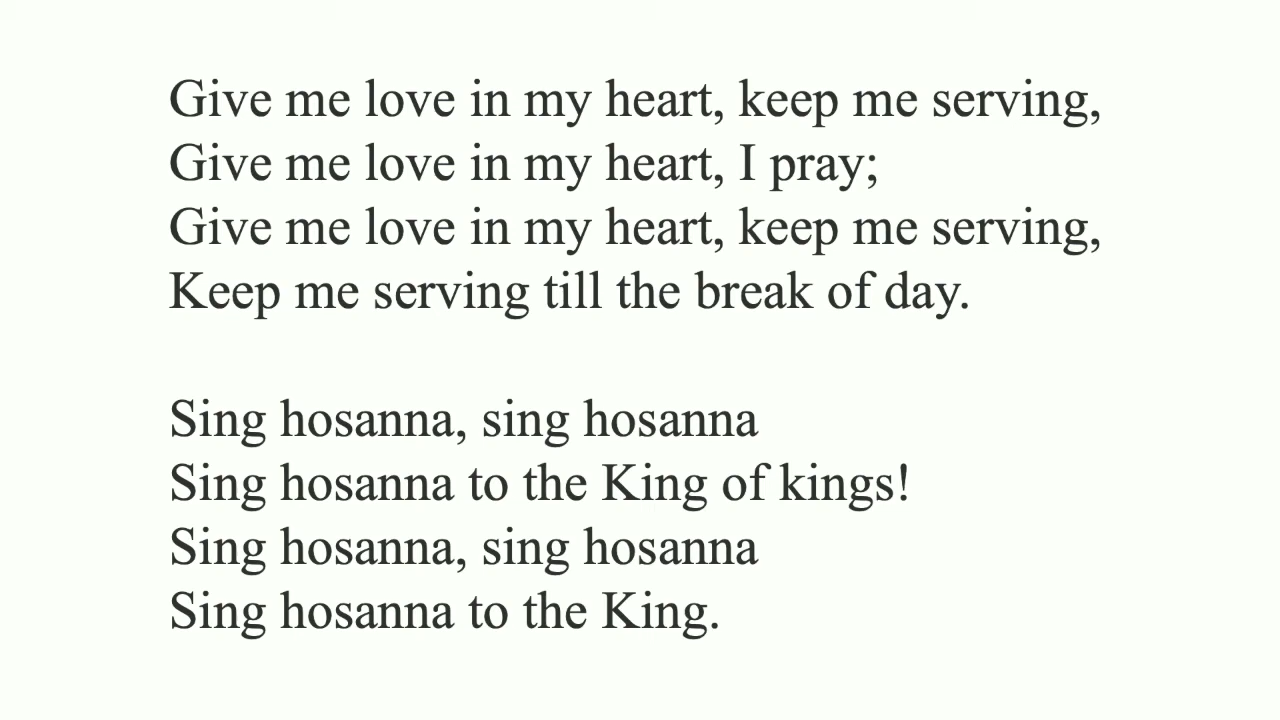 Give me love in my heart, keep me serving,
Give me love in my heart, I pray;
Give me love in my heart, keep me serving,
Keep me serving till the break of day.
Sing hosanna, sing hosanna
Sing hosanna to the King of kings!
Sing hosanna, sing hosanna
Sing hosanna to the King.